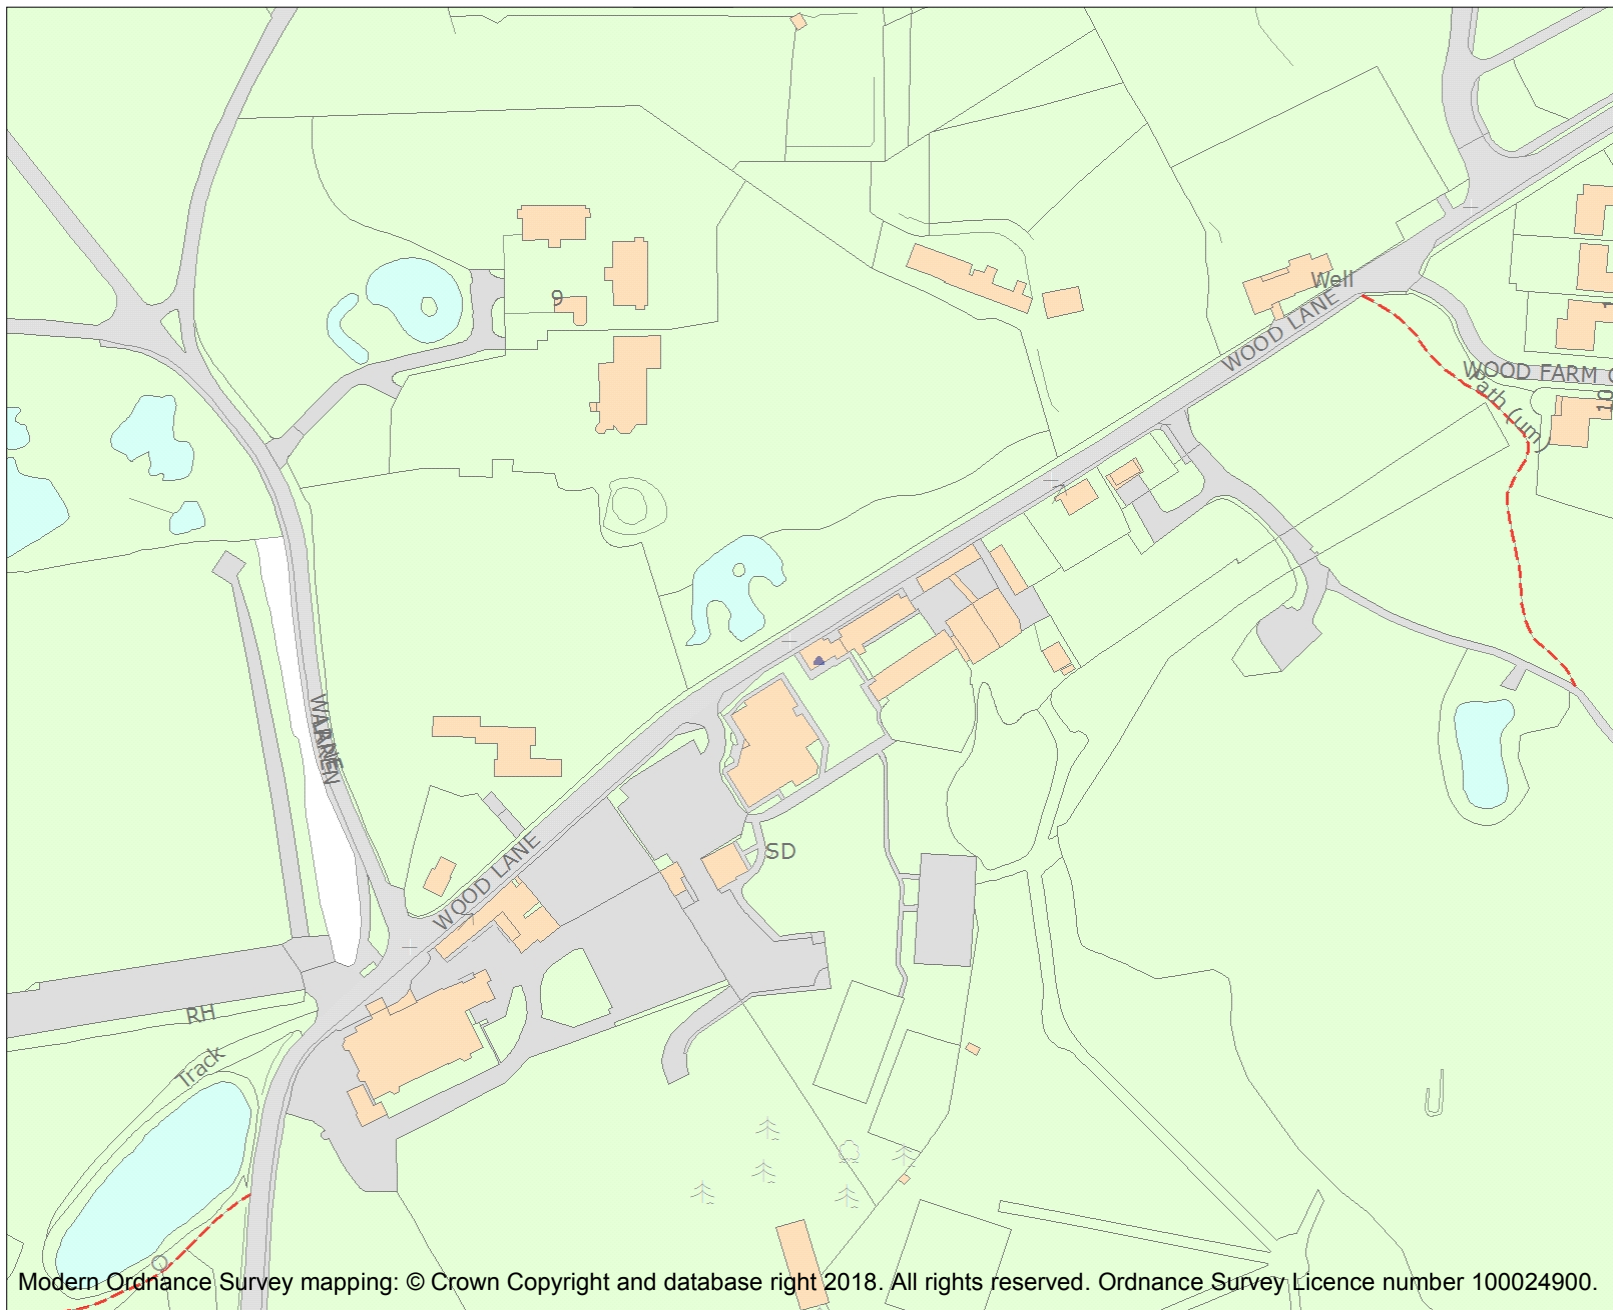 9
Well
WOOD LANE
WOOD FARM C
Path (um)
10
WARREN
LANE
WOOD LANE
SD
RH
Track
Modern Ordnance Survey mapping: © Crown Copyright and database right 2018. All rights reserved. Ordnance Survey Licence number 100024900.